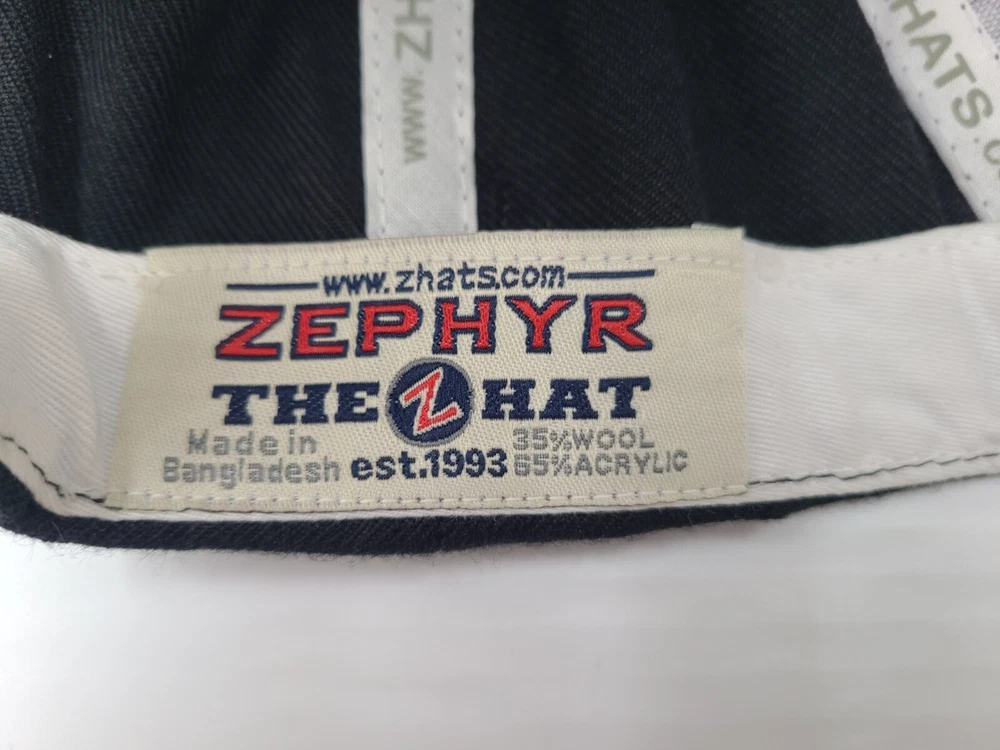 www.ZH
HATS.c
www.zhats.com
ZEPHYR
THE Z HAT
Made in
Bangladesh
est.1993
35%WOOL
65%ACRYLIC